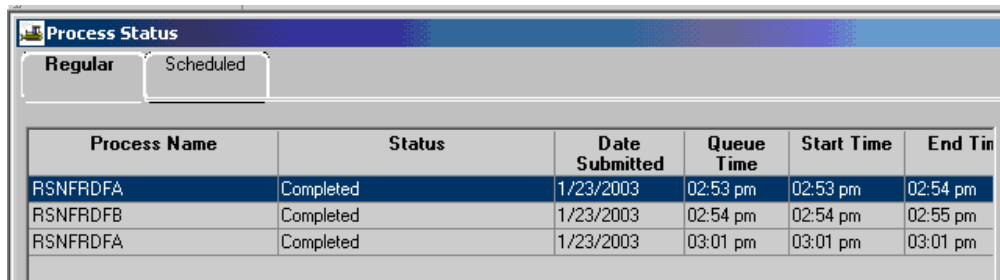 Process Status
Regular Scheduled
Process Name Status Date Submitted Queue Time Start Time End Tim
RSNFRDFA Completed 1/23/2003 02:53 pm 02:53 pm 02:54 pm
RSNFRDFB Completed 1/23/2003 02:54 pm 02:54 pm 02:55 pm
RSNFRDFA Completed 1/23/2003 03:01 pm 03:01 pm 03:01 pm